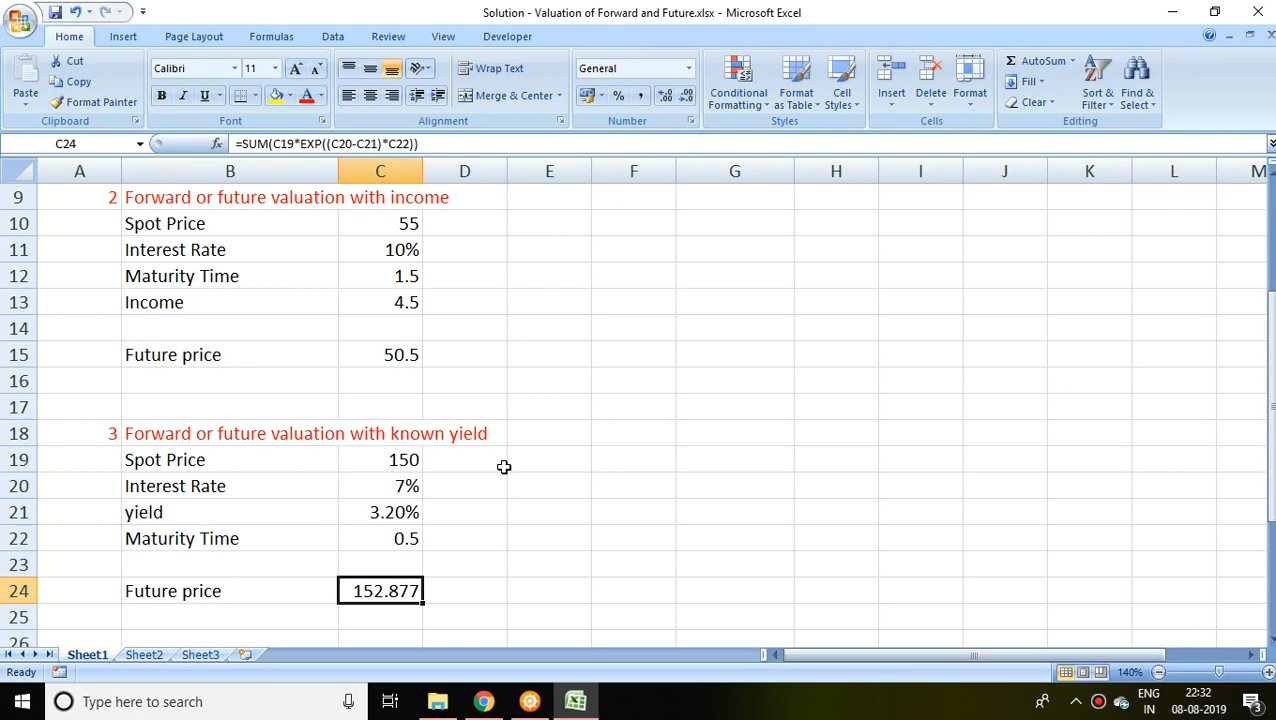 Solution - Valuation of Forward and Future.xlsx - Microsoft Excel
Home Insert Page Layout Formulas Data Review View Developer
Paste Cut Copy Format Painter Clipboard
Calibri 11 A A B I U A Font
Wrap Text Merge & Center Alignment
General % , .0 .00 .00 .0 Number
Conditional Formatting Format as Table Cell Styles Styles
Insert Delete Format Cells
Σ AutoSum Fill Clear Sort & Filter Find & Select Editing
C24 fx =SUM(C19*EXP((C20-C21)*C22))
A B C D E F G H I J K L M
9 2 Forward or future valuation with income
10 Spot Price 55
11 Interest Rate 10%
12 Maturity Time 1.5
13 Income 4.5
14
15 Future price 50.5
16
17
18 3 Forward or future valuation with known yield
19 Spot Price 150
20 Interest Rate 7%
21 yield 3.20%
22 Maturity Time 0.5
23
24 Future price 152.877
25
26
Sheet1 Sheet2 Sheet3
Ready 140%
Type here to search ENG 22:32
IN 08-08-2019 3